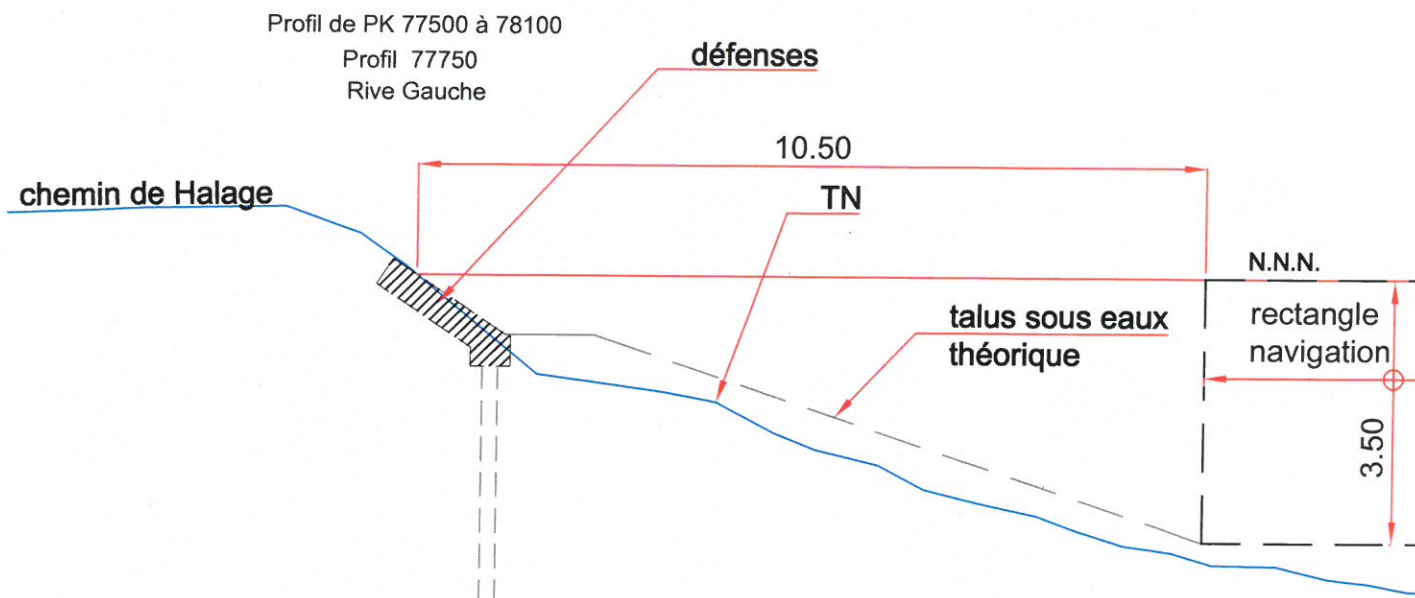 Profil de PK 77500 à 78100
Profil 77750
Rive Gauche
défenses
10.50
chemin de Halage
TN
N.N.N.
talus sous eaux
théorique
rectangle
navigation
3.50